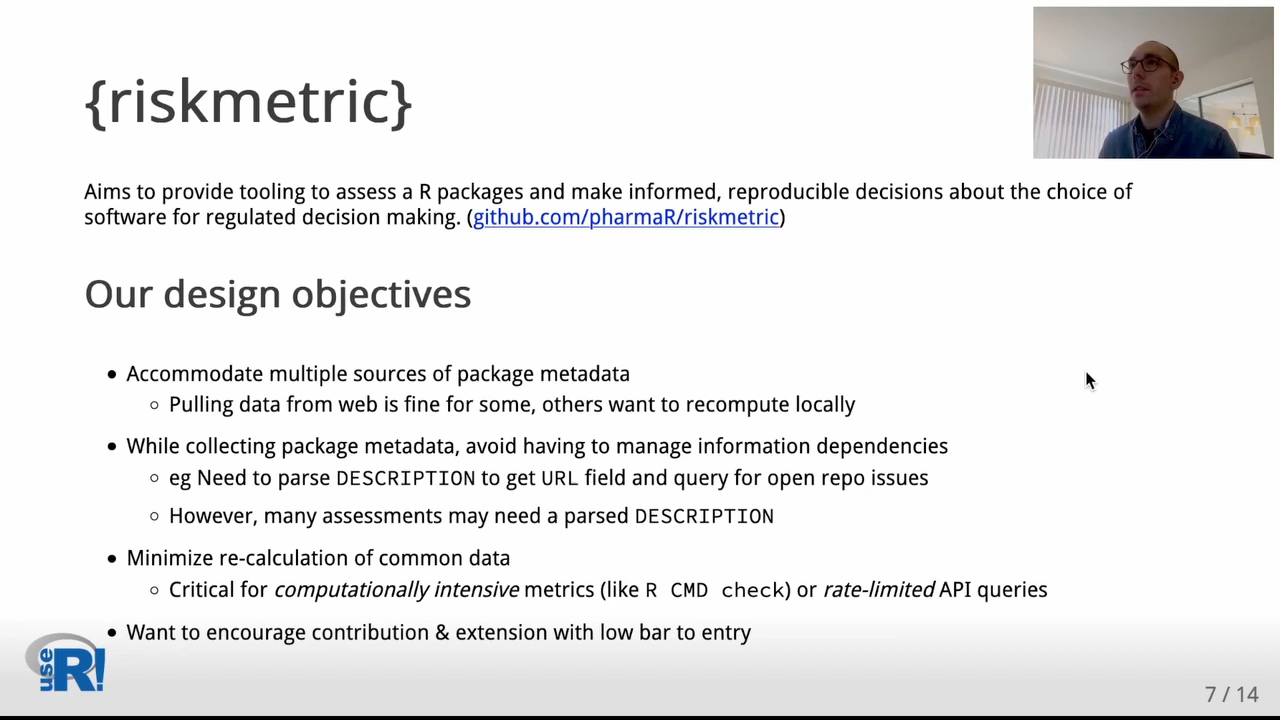 {riskmetric}
Aims to provide tooling to assess a R packages and make informed, reproducible decisions about the choice of
software for regulated decision making. (github.com/pharmaR/riskmetric)
Our design objectives
• Accommodate multiple sources of package metadata
◦ Pulling data from web is fine for some, others want to recompute locally
• While collecting package metadata, avoid having to manage information dependencies
◦ eg Need to parse DESCRIPTION to get URL field and query for open repo issues
◦ However, many assessments may need a parsed DESCRIPTION
• Minimize re-calculation of common data
◦ Critical for computationally intensive metrics (like R CMD check) or rate-limited API queries
• Want to encourage contribution & extension with low bar to entry
use R!
7 / 14